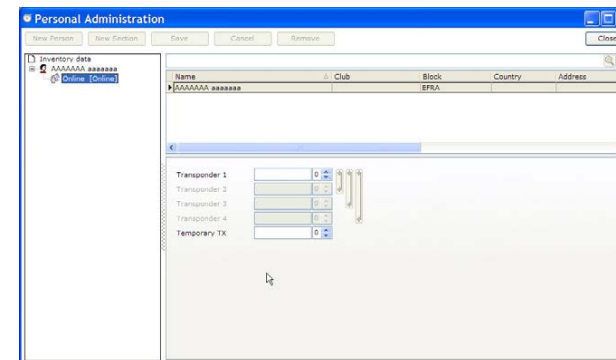 Personal Administration
New Person New Section Save Cancel Remove Close
Inventory data
AAAAAAA aaaaaaa
Online [Online]
Name Club Block Country Address
AAAAAAA aaaaaaa EFRA
Transponder 1 0
Transponder 2 0
Transponder 3 0
Transponder 4 0
Temporary TX 0